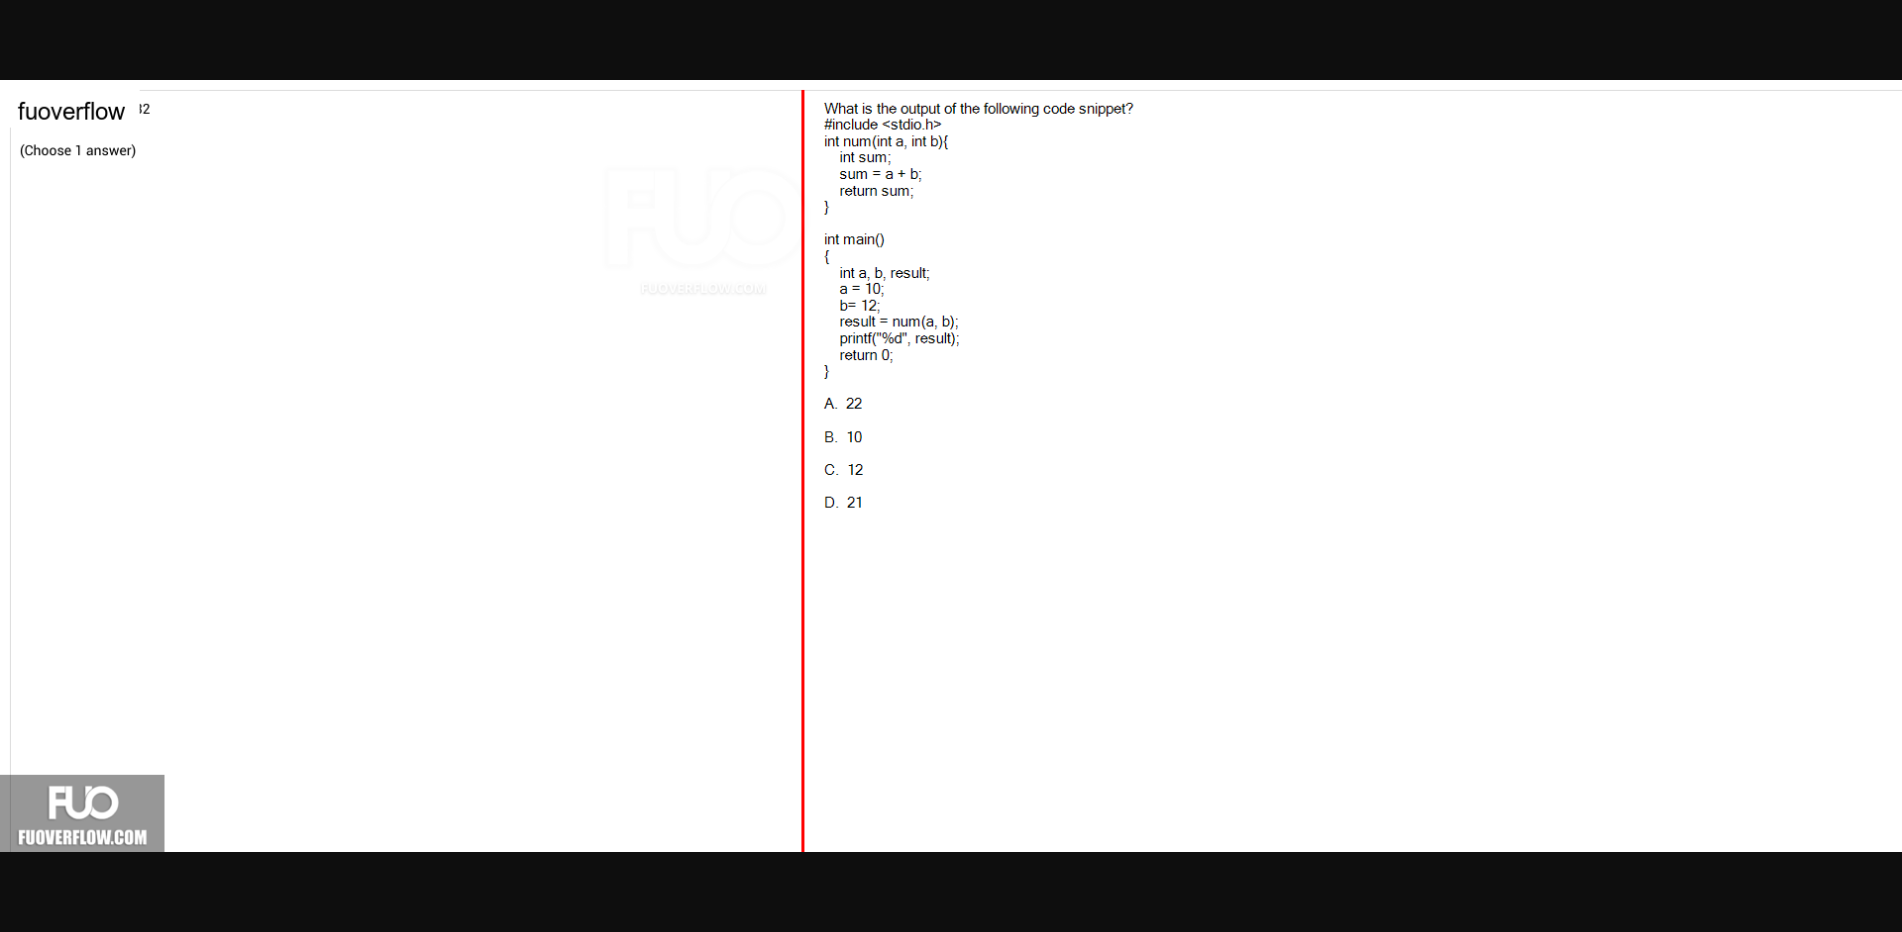 fuoverflow
32
(Choose 1 answer)
FUO
FUOVERFLOW.COM
What is the output of the following code snippet?
#include <stdio.h>
int num(int a, int b){
int sum;
sum = a + b;
return sum;
}
int main()
{
int a, b, result;
a = 10;
b= 12;
result = num(a, b);
printf("%d", result);
return 0;
}
A. 22
B. 10
C. 12
D. 21
FUO
FUOVERFLOW.COM